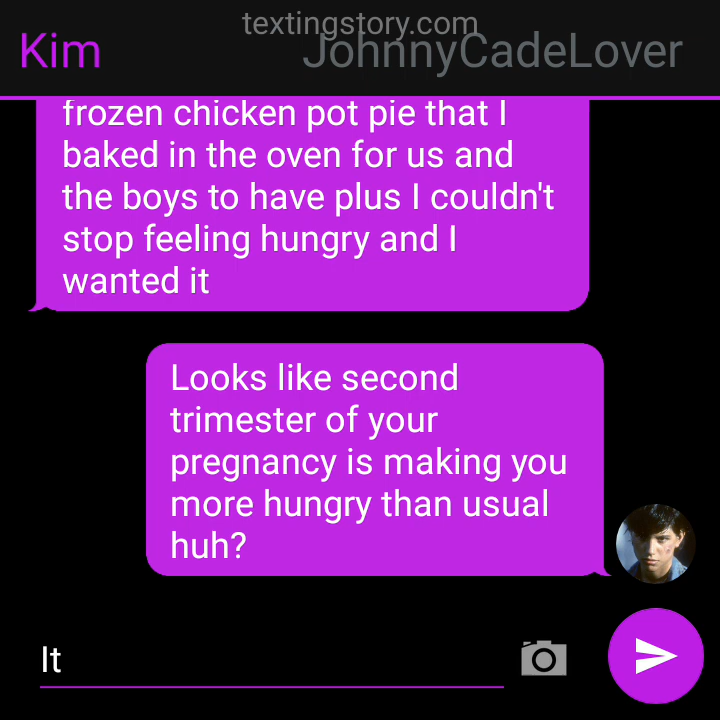 textingstory.com
Kim
JohnnyCadeLover
frozen chicken pot pie that I
baked in the oven for us and
the boys to have plus I couldn't
stop feeling hungry and I
wanted it
Looks like second
trimester of your
pregnancy is making you
more hungry than usual
huh?
It